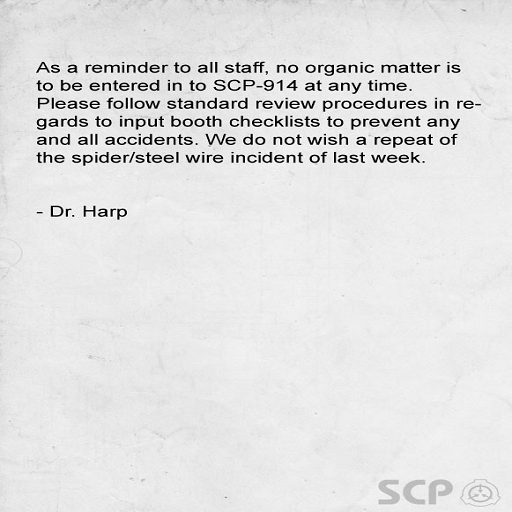 As a reminder to all staff, no organic matter is
to be entered in to SCP-914 at any time.
Please follow standard review procedures in re-
gards to input booth checklists to prevent any
and all accidents. We do not wish a repeat of
the spider/steel wire incident of last week.
- Dr. Harp
SCP